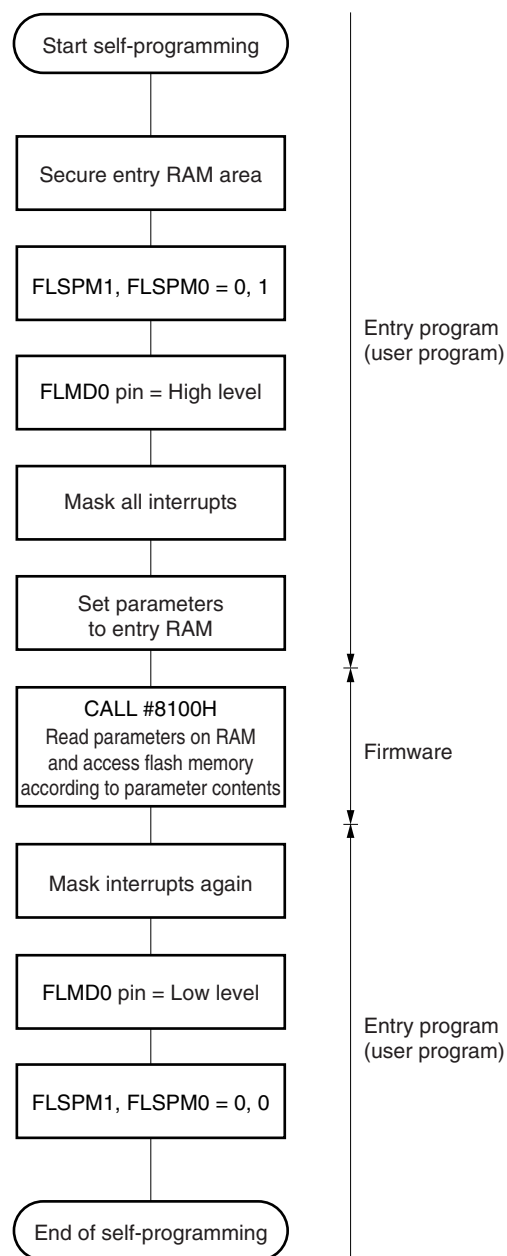 Start self-programming
Secure entry RAM area
FLSPM1, FLSPM0 = 0, 1
Entry program
(user program)
FLMD0 pin = High level
Mask all interrupts
Set parameters
to entry RAM
CALL #8100H
Read parameters on RAM
and access flash memory
according to parameter contents
Firmware
Mask interrupts again
FLMD0 pin = Low level
Entry program
(user program)
FLSPM1, FLSPM0 = 0, 0
End of self-programming